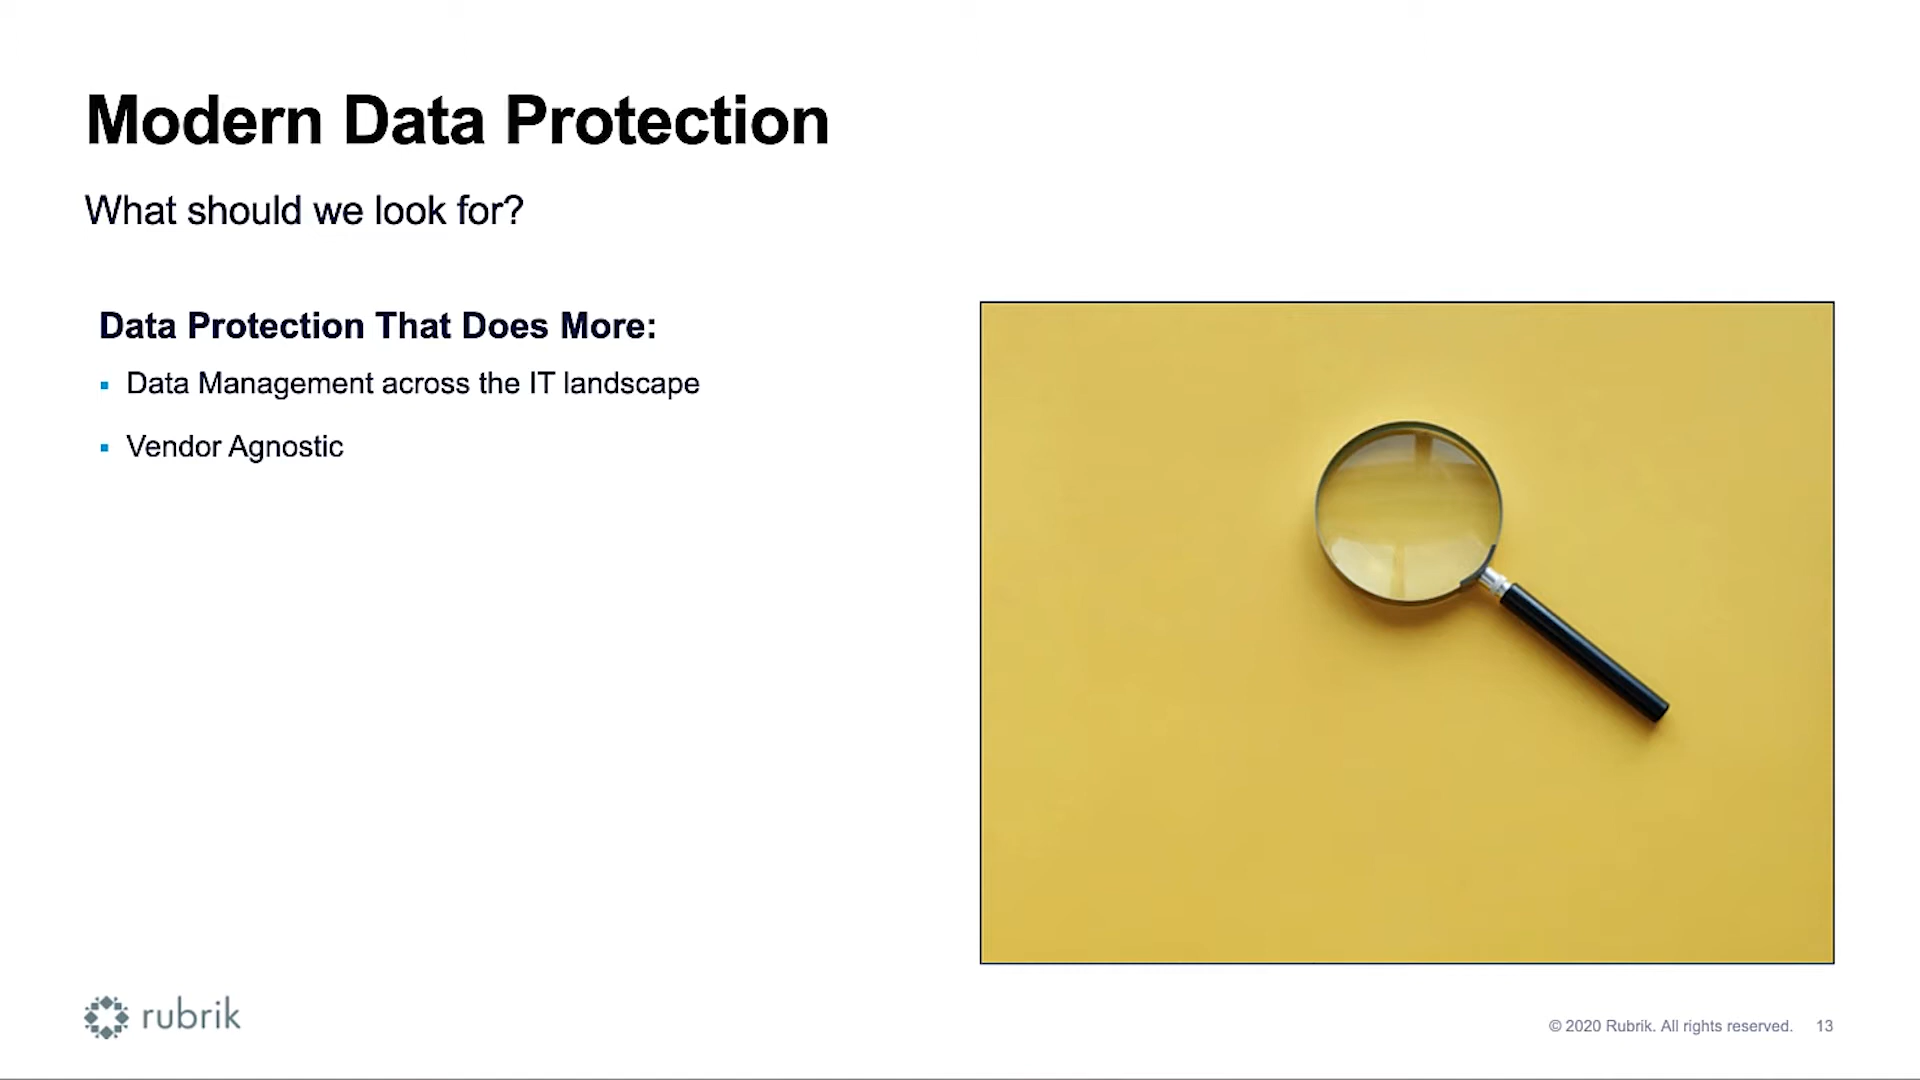 Modern Data Protection
What should we look for?
Data Protection That Does More:
▪ Data Management across the IT landscape
▪ Vendor Agnostic
rubrik
© 2020 Rubrik. All rights reserved. 13